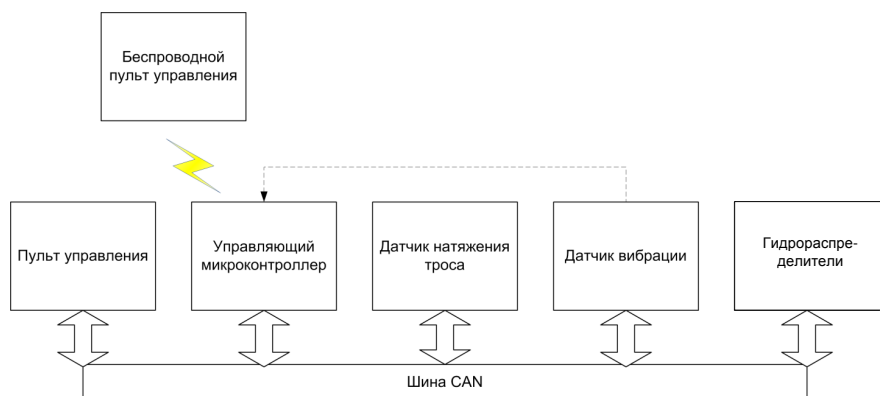 Беспроводной
пульт управления
Пульт управления
Управляющий
микроконтроллер
Датчик натяжения
троса
Датчик вибрации
Гидрораспре-
делители
Шина CAN